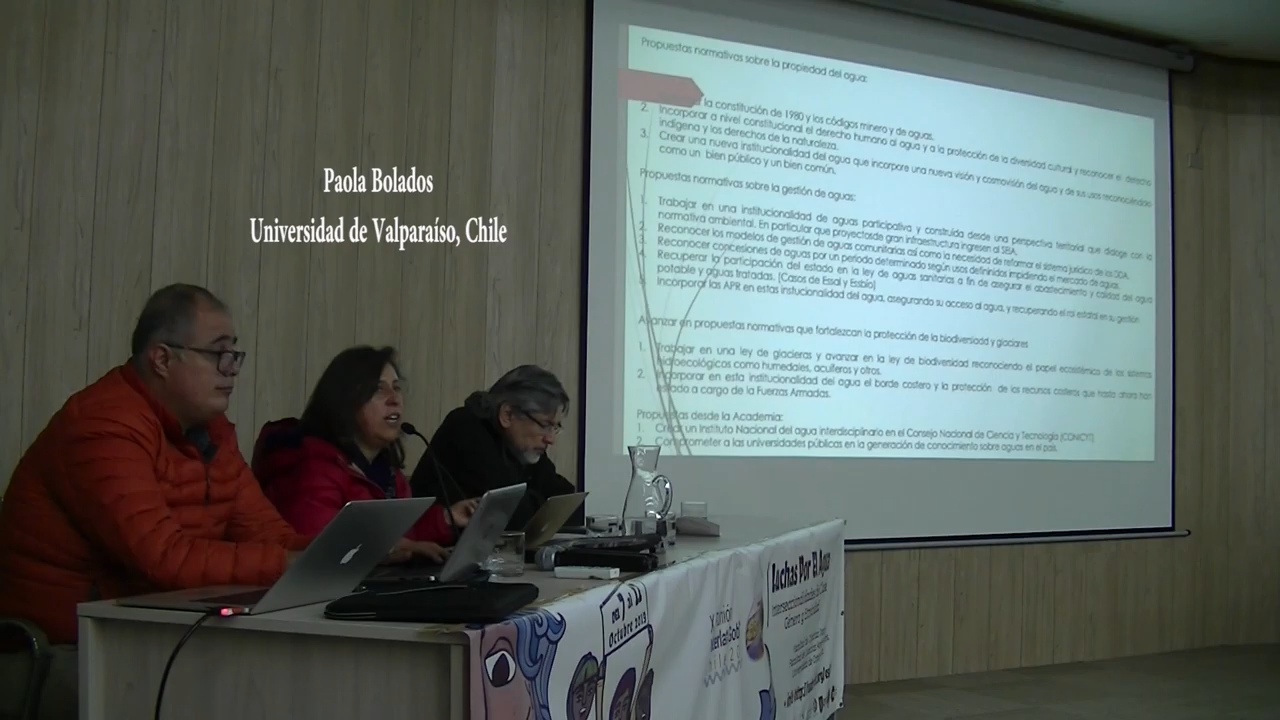 Paola Bolados
Universidad de Valparaíso, Chile
Propuestas normativas sobre la propiedad del agua:
la constitución de 1980 y los códigos minero y de aguas.
2. Incorporar a nivel constitucional el derecho humano al agua y a la protección de la diversidad cultural y reconocer el derecho
indígena y los derechos de la naturaleza.
3. Crear una nueva institucionalidad del agua que incorpore una nueva visión y cosmovisión del agua y de sus usos reconociéndolo
como un bien público y un bien común.
Propuestas normativas sobre la gestión de aguas:
1. Trabajar en una institucionalidad de aguas participativa y construida desde una perspectiva territorial que dialoge con la
normativa ambiental. En particular que proyectos de gran infraestructura ingresen al SEIA.
2. Reconocer los modelos de gestión de aguas comunitarias así como la necesidad de reformar el sistema jurídico de los DDA.
Reconocer concesiones de aguas por un periodo determinado según usos definidos impidiendo el mercado de aguas.
4. Recuperar la participación del estado en la ley de aguas sanitarias a fin de asegurar el abastecimiento y calidad del agua
potable y aguas tratadas. [Casos de Essal y Essbio]
Incorporar las APR en estas institucionalidad del agua, asegurando su acceso al agua, y recuperando el rol estatal en su gestión
Avanzar en propuestas normativas que fortalezcan la protección de la biodiversidad y glaciares
1. Trabajar en una ley de glacieres y avanzar en la ley de biodiversidad reconociendo el papel ecosistémico de los sistemas
hidroecológicos como humedales, acuíferos y otros.
2. Incorporar en esta institucionalidad del agua el borde costero y la protección de los recursos costeros que hasta ahora han
estado a cargo de la Fuerzas Armadas.
Propuestas desde la Academia:
1. Crear un Instituto Nacional del agua interdisciplinario en el Consejo Nacional de Ciencia y Tecnología (CONICYT)
2. Comprometer a las universidades públicas en la generación de conocimiento sobre aguas en el país.
Luchas Por El Agua
Género y
Octubre